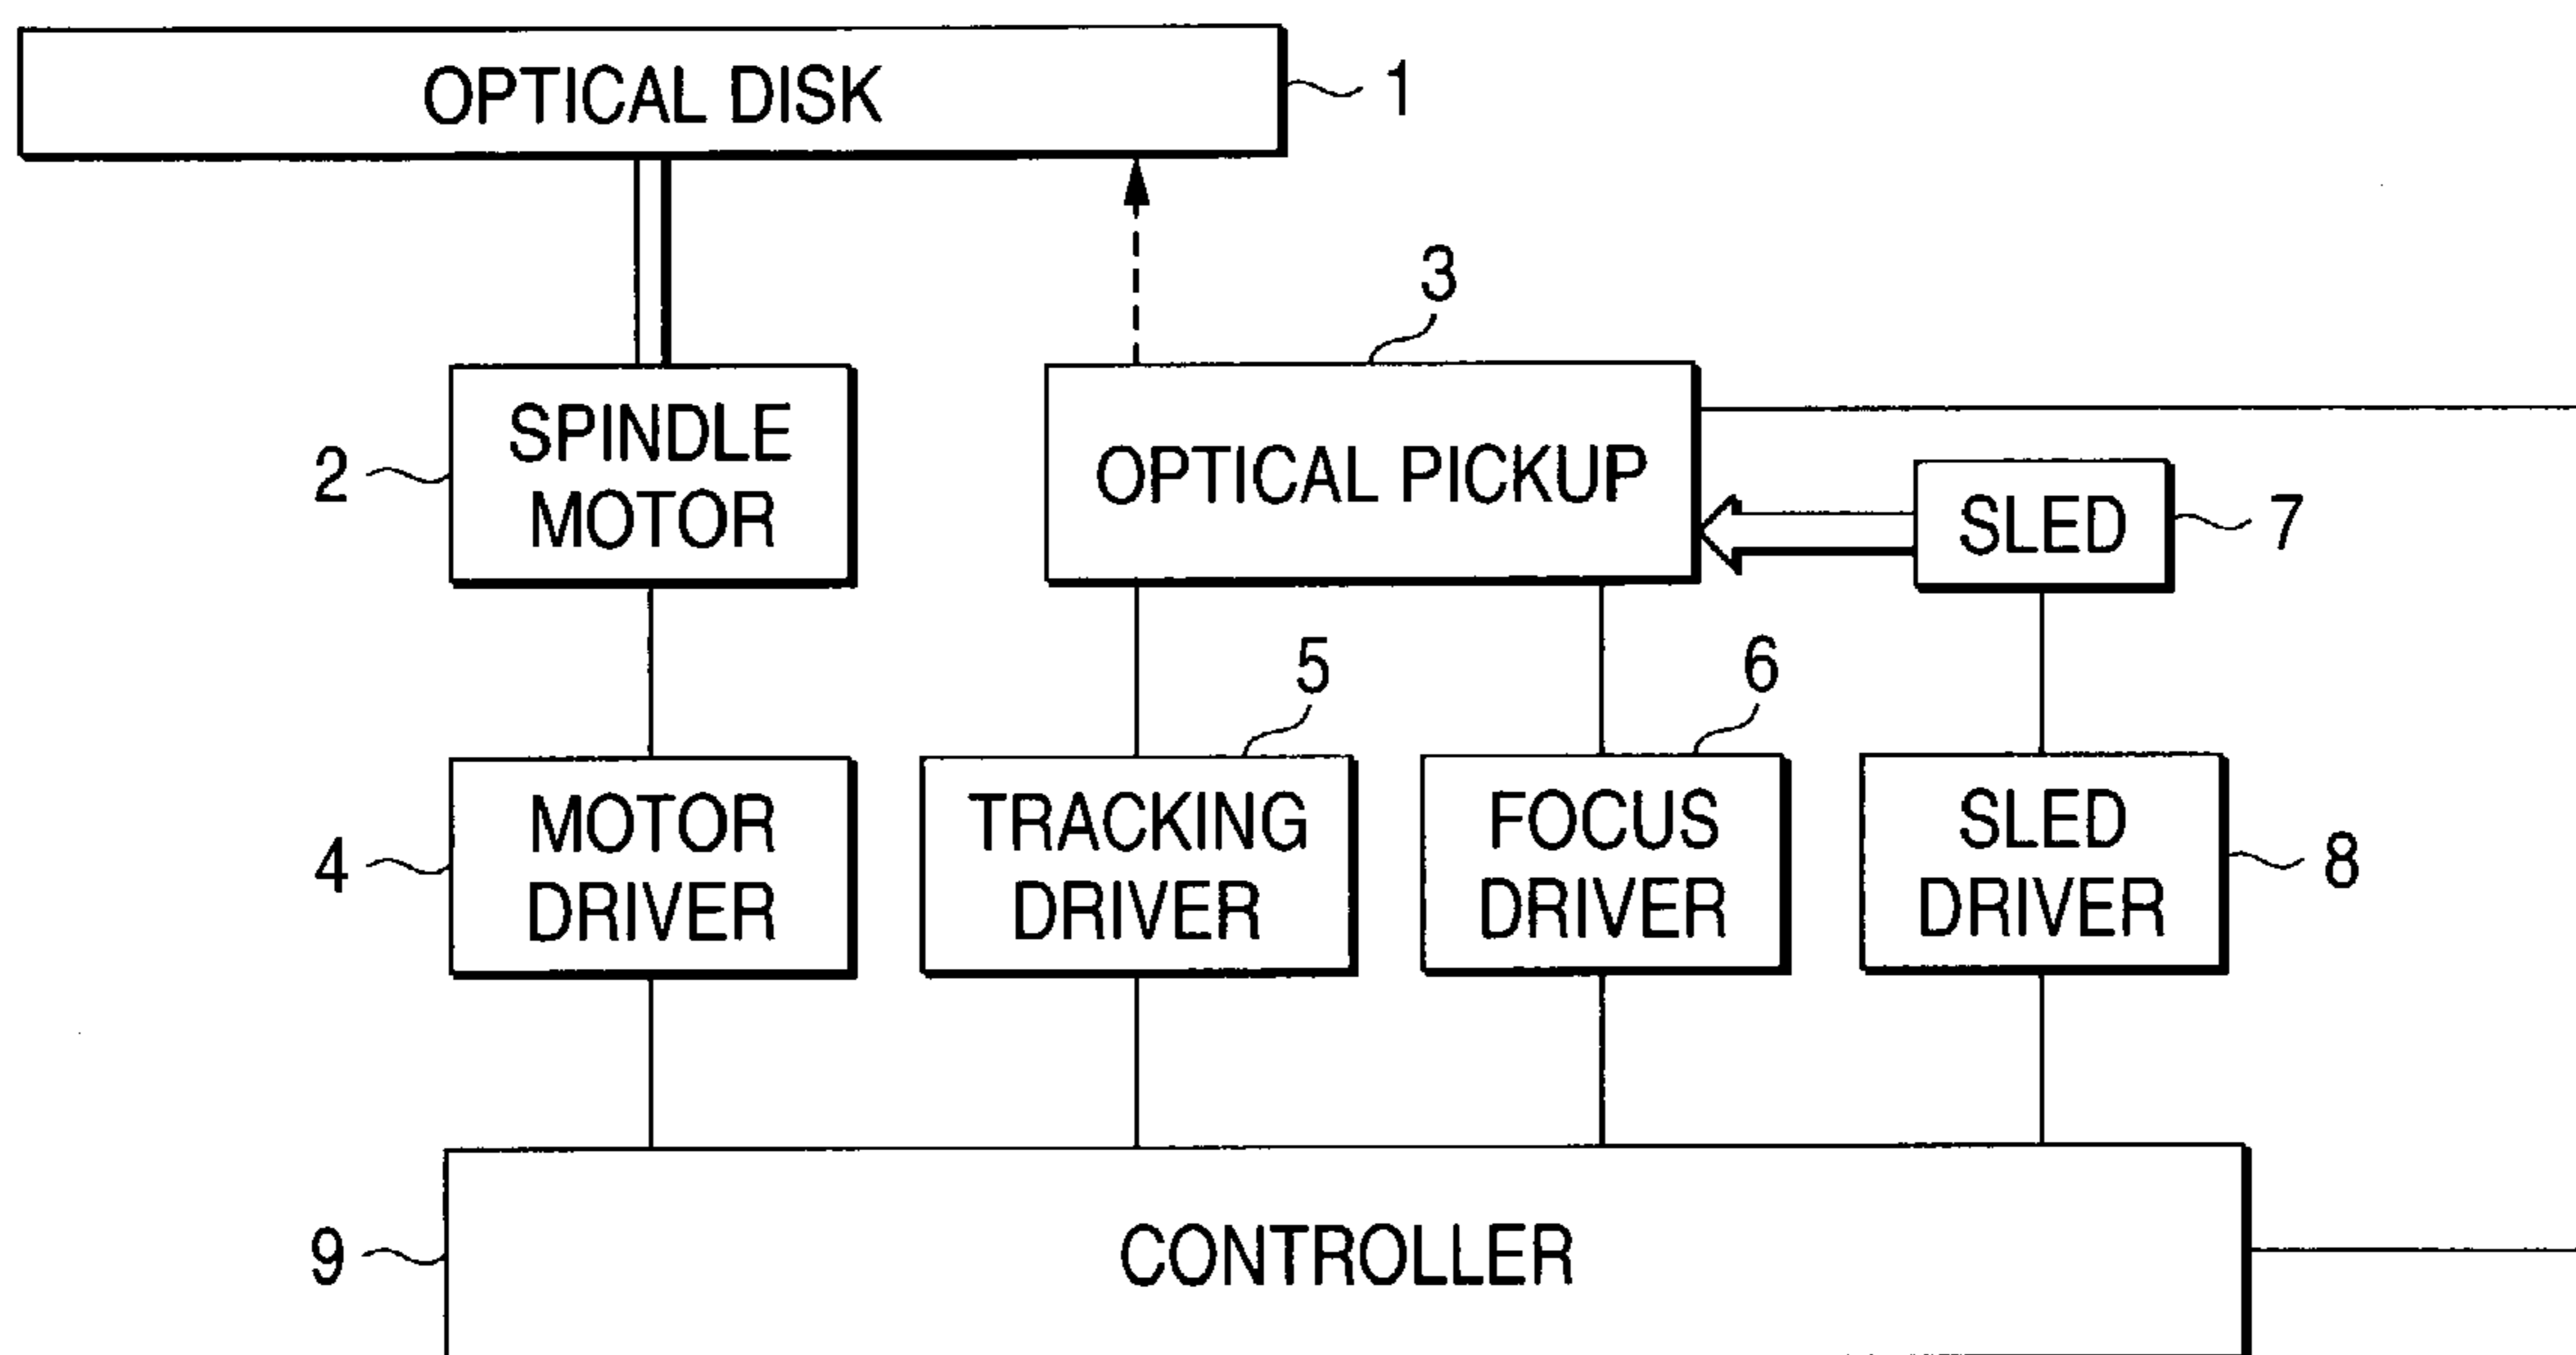 OPTICAL DISK
1
3
SPINDLE
MOTOR
2
OPTICAL PICKUP
SLED
7
5
6
MOTOR
DRIVER
4
TRACKING
DRIVER
FOCUS
DRIVER
SLED
DRIVER
8
9
CONTROLLER